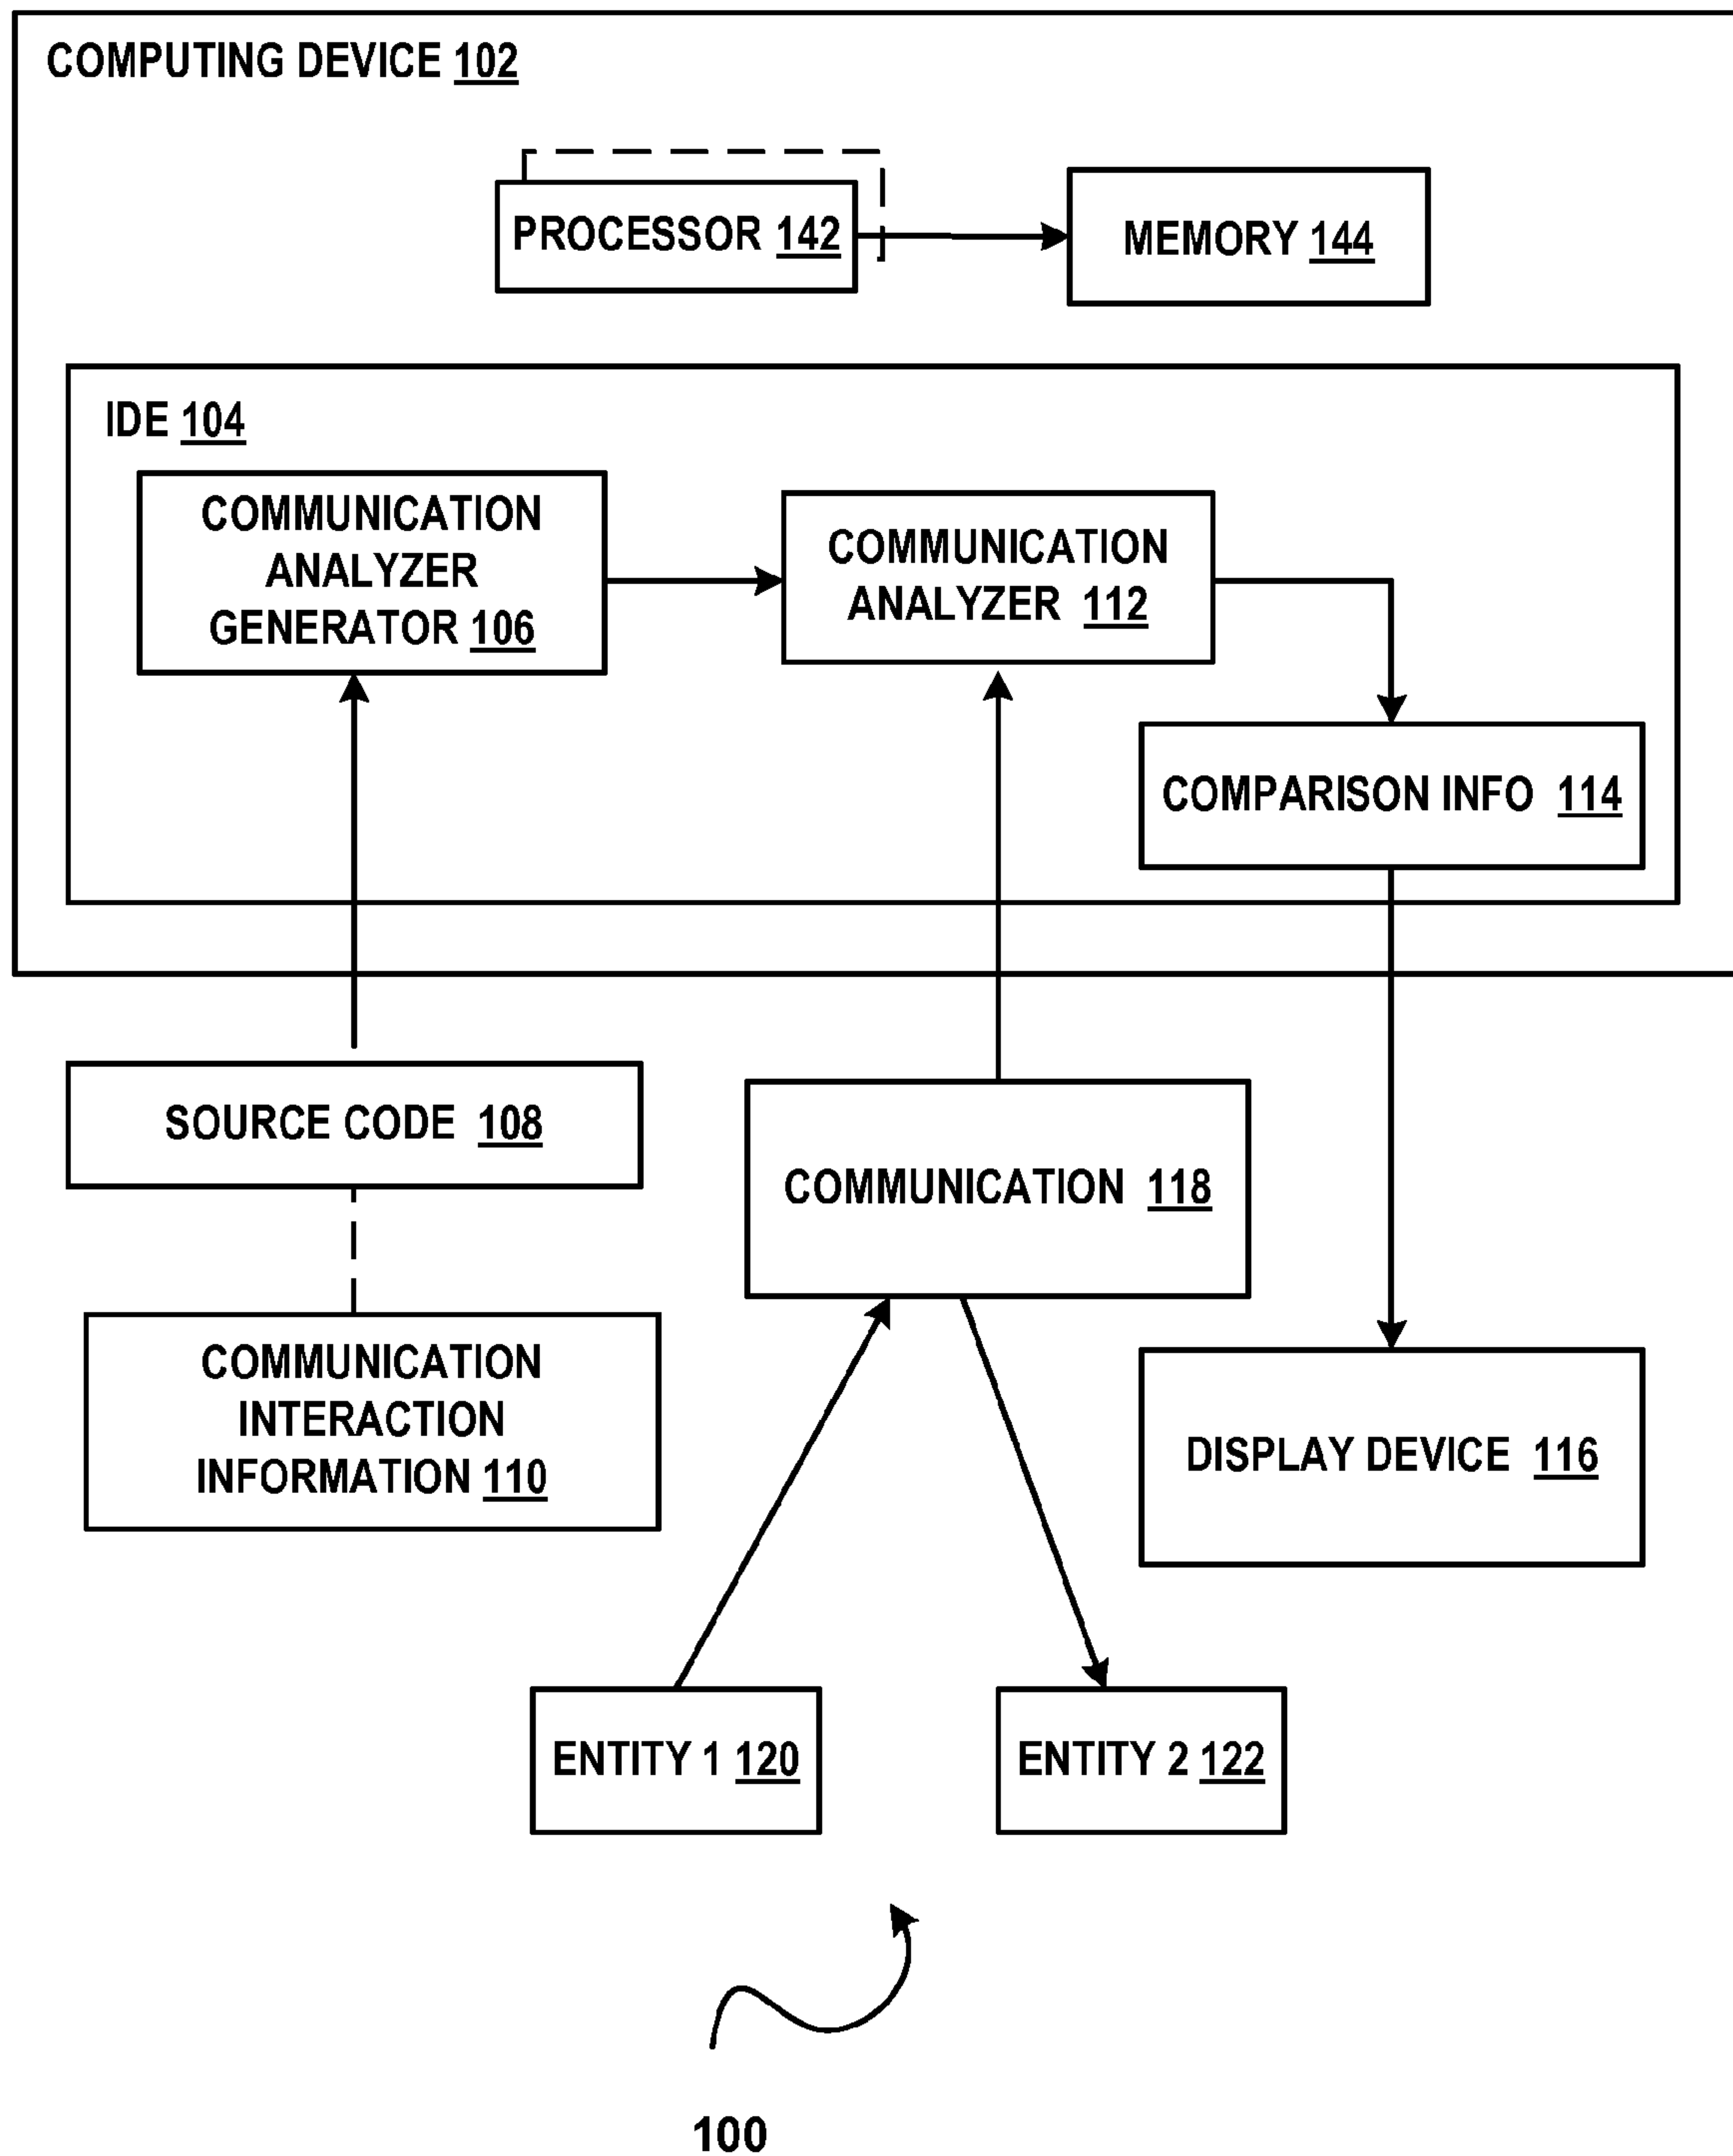 COMPUTING DEVICE 102
PROCESSOR 142
MEMORY 144
IDE 104
COMMUNICATION
ANALYZER
GENERATOR 106
COMMUNICATION
ANALYZER 112
COMPARISON INFO 114
SOURCE CODE 108
COMMUNICATION 118
COMMUNICATION
INTERACTION
INFORMATION 110
DISPLAY DEVICE 116
ENTITY 1 120
ENTITY 2 122
100